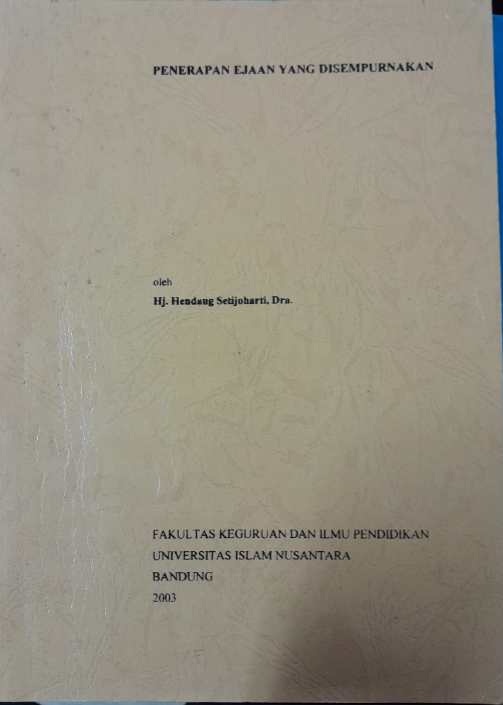 PENERAPAN EJAAN YANG DISEMPURNAKAN
oleh
Hj. Hendang Setijoharti, Dra.
FAKULTAS KEGURUAN DAN ILMU PENDIDIKAN
UNIVERSITAS ISLAM NUSANTARA
BANDUNG
2003